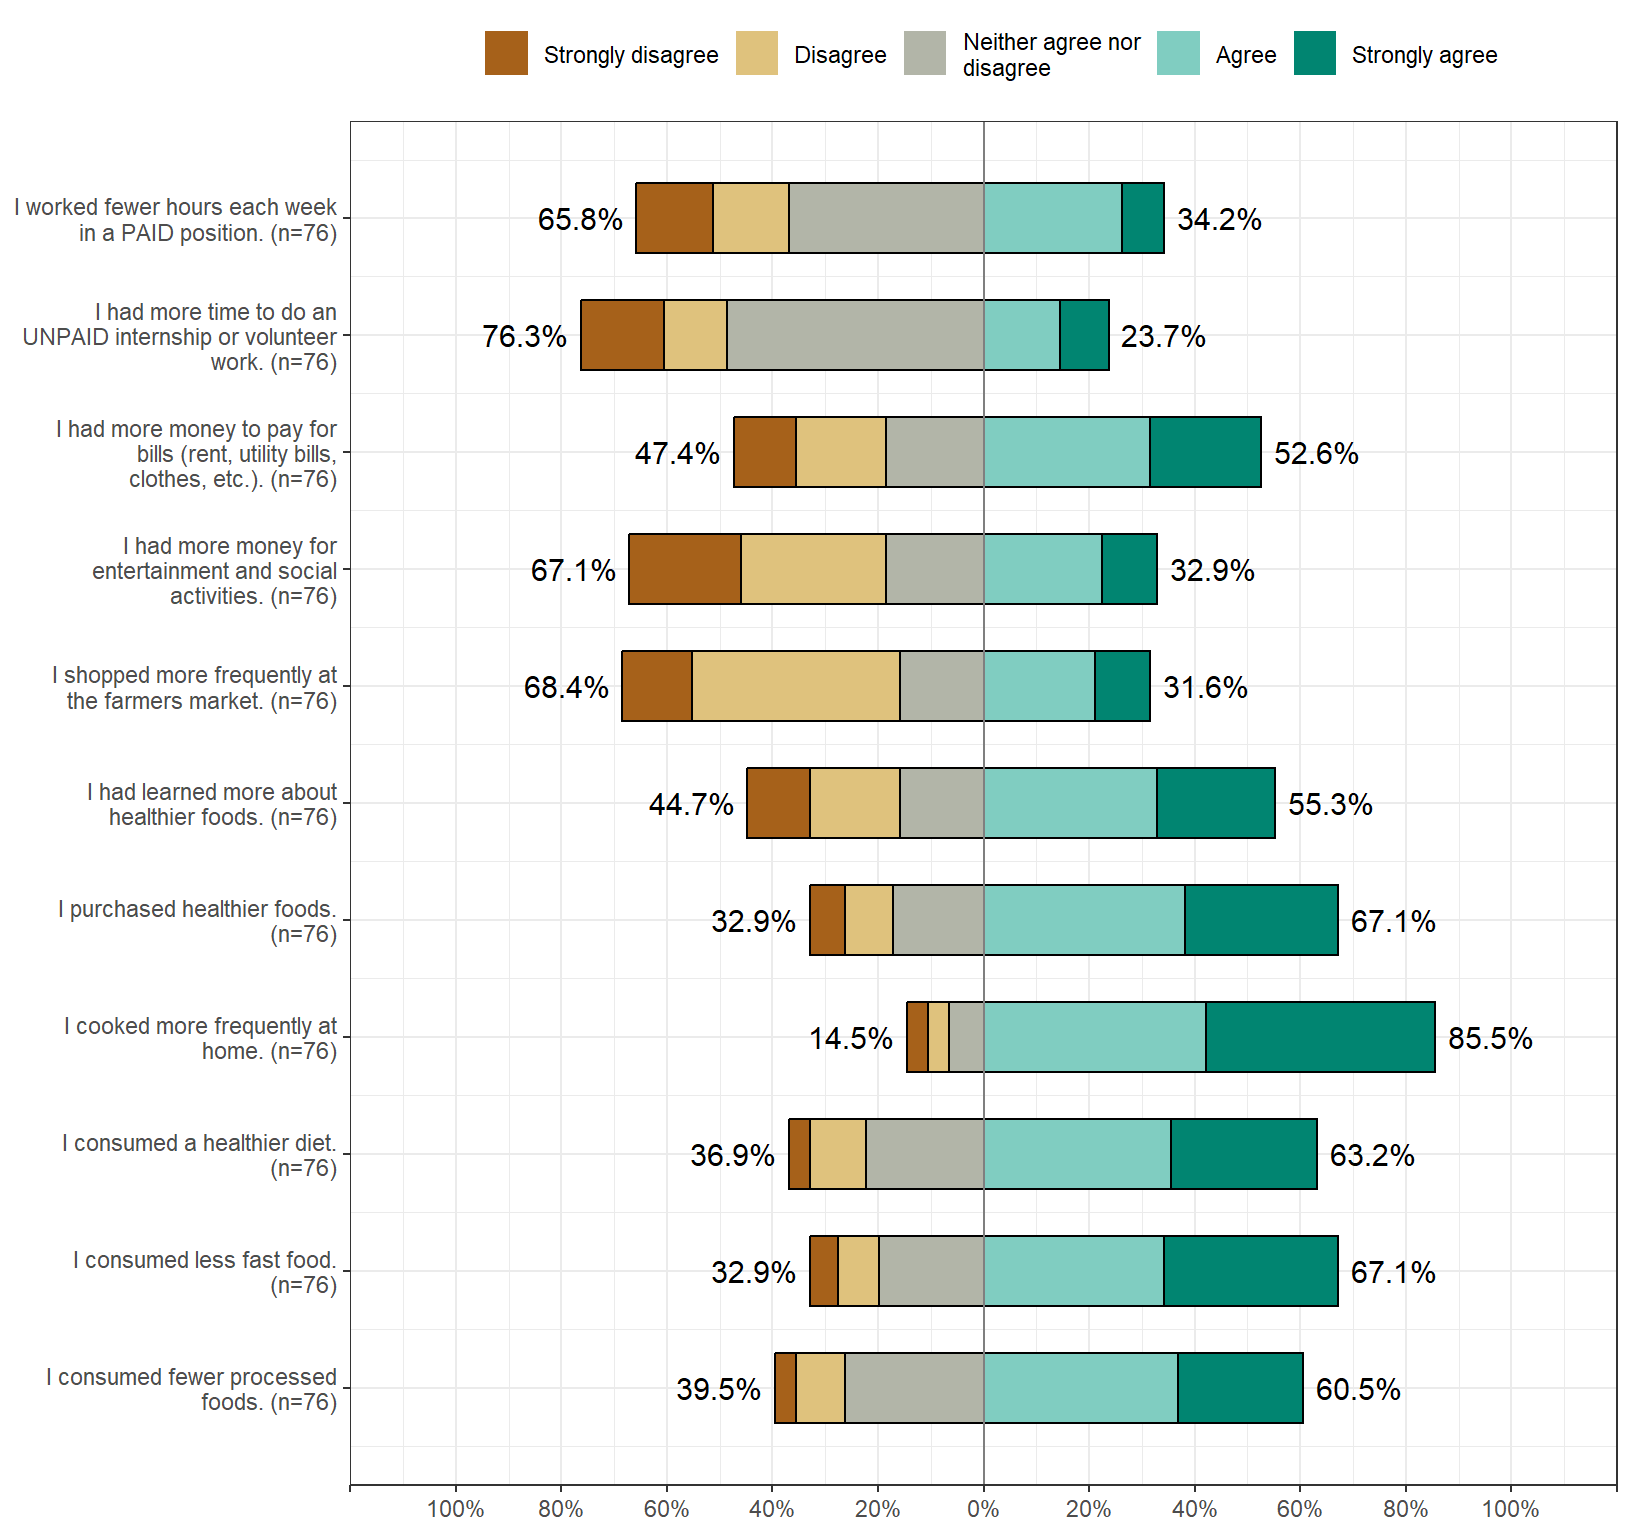 Strongly disagree
Disagree
Neither agree nor
disagree
Agree
Strongly agree
I worked fewer hours each week
in a PAID position. (n=76)
65.8%
34.2%
I had more time to do an
UNPAID internship or volunteer
work. (n=76)
76.3%
23.7%
I had more money to pay for
bills (rent, utility bills,
clothes, etc.). (n=76)
47.4%
52.6%
I had more money for
entertainment and social
activities. (n=76)
67.1%
32.9%
I shopped more frequently at
the farmers market. (n=76)
68.4%
31.6%
I had learned more about
healthier foods. (n=76)
44.7%
55.3%
I purchased healthier foods.
(n=76)
32.9%
67.1%
I cooked more frequently at
home. (n=76)
14.5%
85.5%
I consumed a healthier diet.
(n=76)
36.9%
63.2%
I consumed less fast food.
(n=76)
32.9%
67.1%
I consumed fewer processed
foods. (n=76)
39.5%
60.5%
100% 80% 60% 40% 20% 0% 20% 40% 60% 80% 100%